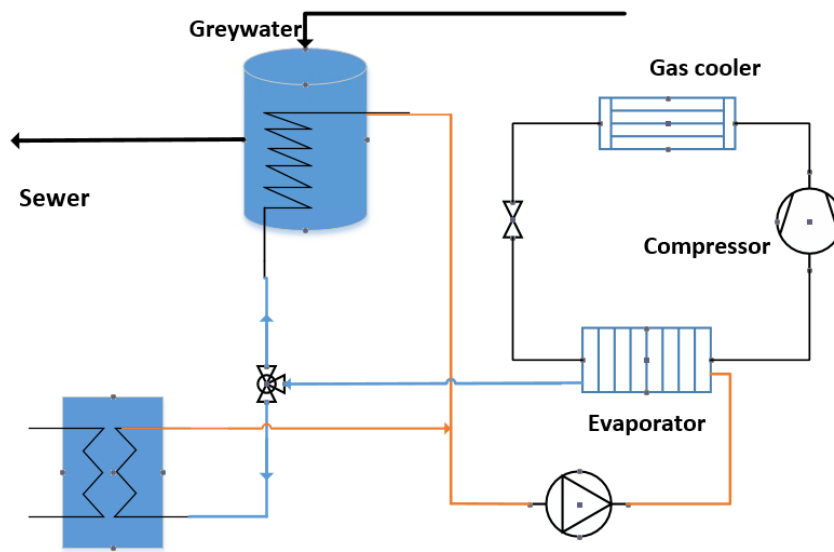 Greywater
Gas cooler
Sewer
Compressor
Evaporator